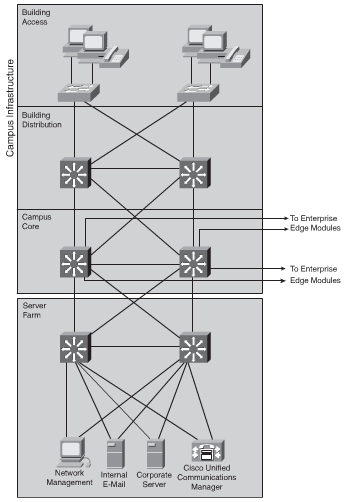 Campus Infrastructure
Building
Access
Building
Distribution
Campus
Core
To Enterprise
Edge Modules
To Enterprise
Edge Modules
Server
Farm
Network
Management
Internal
E-Mail
Corporate
Server
Cisco Unified
Communications
Manager